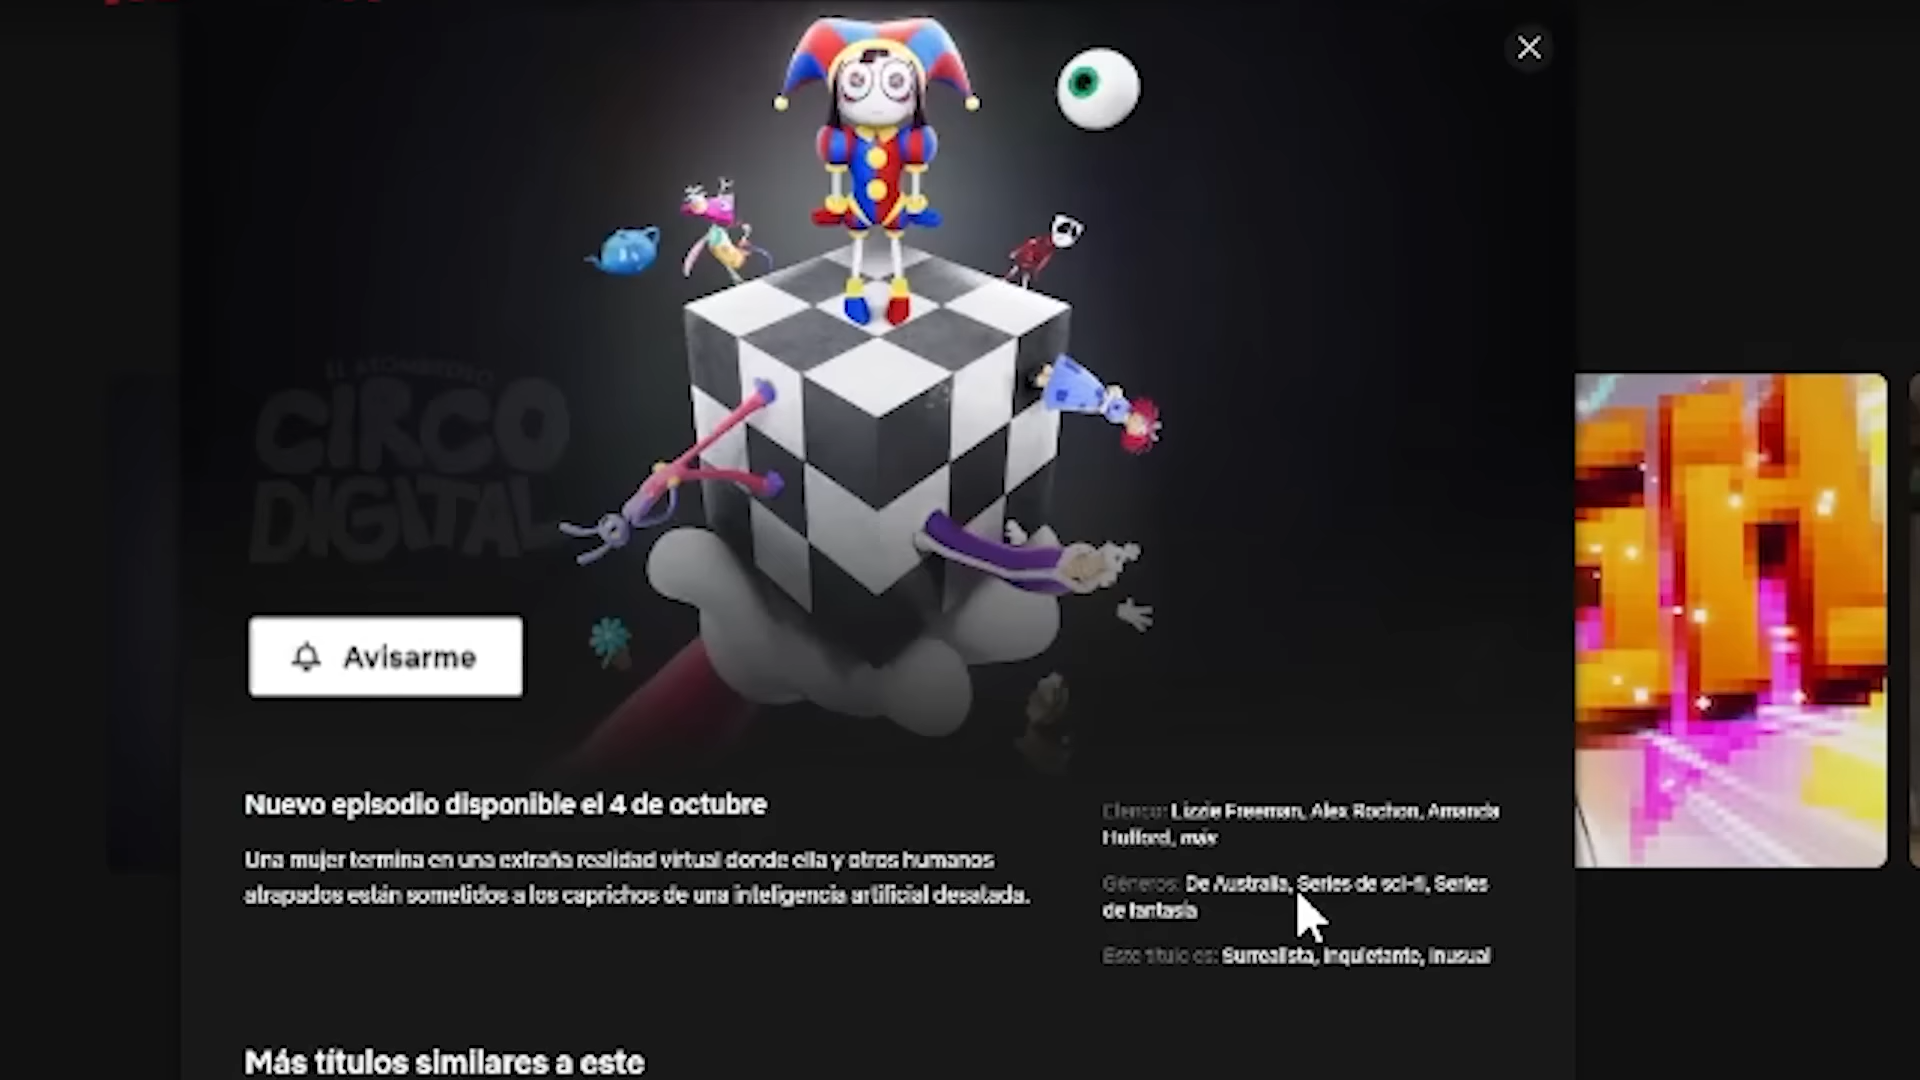 EL ASOMBROSO
CIRCO
DIGITAL
Avisarme
Nuevo episodio disponible el 4 de octubre
Una mujer termina en una extraña realidad virtual donde ella y otros humanos
atrapados están sometidos a los caprichos de una inteligencia artificial desatada.
Elenco: Lizzie Freeman, Alex Rochon, Amanda
Hufford, más
Géneros: De Australia, Series de sci-fi, Series
de fantasía
Este título es: Surrealista, Inquietante, Inusual
Más títulos similares a este